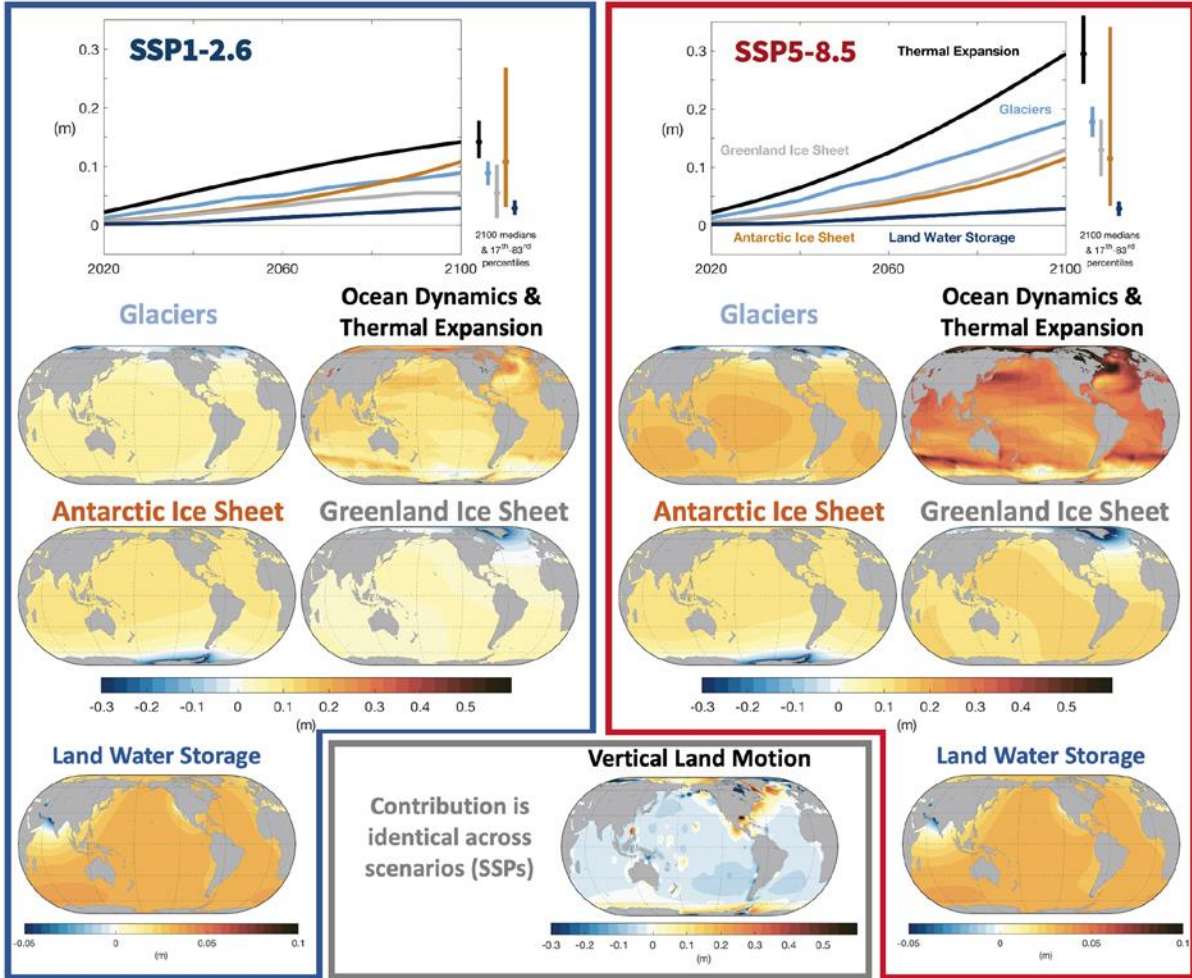 SSP1-2.6
0.3
0.2
(m)
0.1
0
2020
2060
2100
2100 medians
& 17th-83rd
percentiles
Glaciers
Ocean Dynamics &
Thermal Expansion
Antarctic Ice Sheet
Greenland Ice Sheet
-0.3
-0.2
-0.1
0
0.1
0.2
0.3
0.4
0.5
(m)
Land Water Storage
-0.05
0
0.05
0.1
(m)
SSP5-8.5
Thermal Expansion
Glaciers
Greenland Ice Sheet
Antarctic Ice Sheet
Land Water Storage
0.3
0.2
(m)
0.1
0
2020
2060
2100
2100 medians
& 17th-83rd
percentiles
Glaciers
Ocean Dynamics &
Thermal Expansion
Antarctic Ice Sheet
Greenland Ice Sheet
-0.3
-0.2
-0.1
0
0.1
0.2
0.3
0.4
0.5
(m)
Land Water Storage
-0.05
0
0.05
0.1
(m)
Vertical Land Motion
Contribution is
identical across
scenarios (SSPs)
-0.3
-0.2
-0.1
0
0.1
0.2
0.3
0.4
0.5
(m)